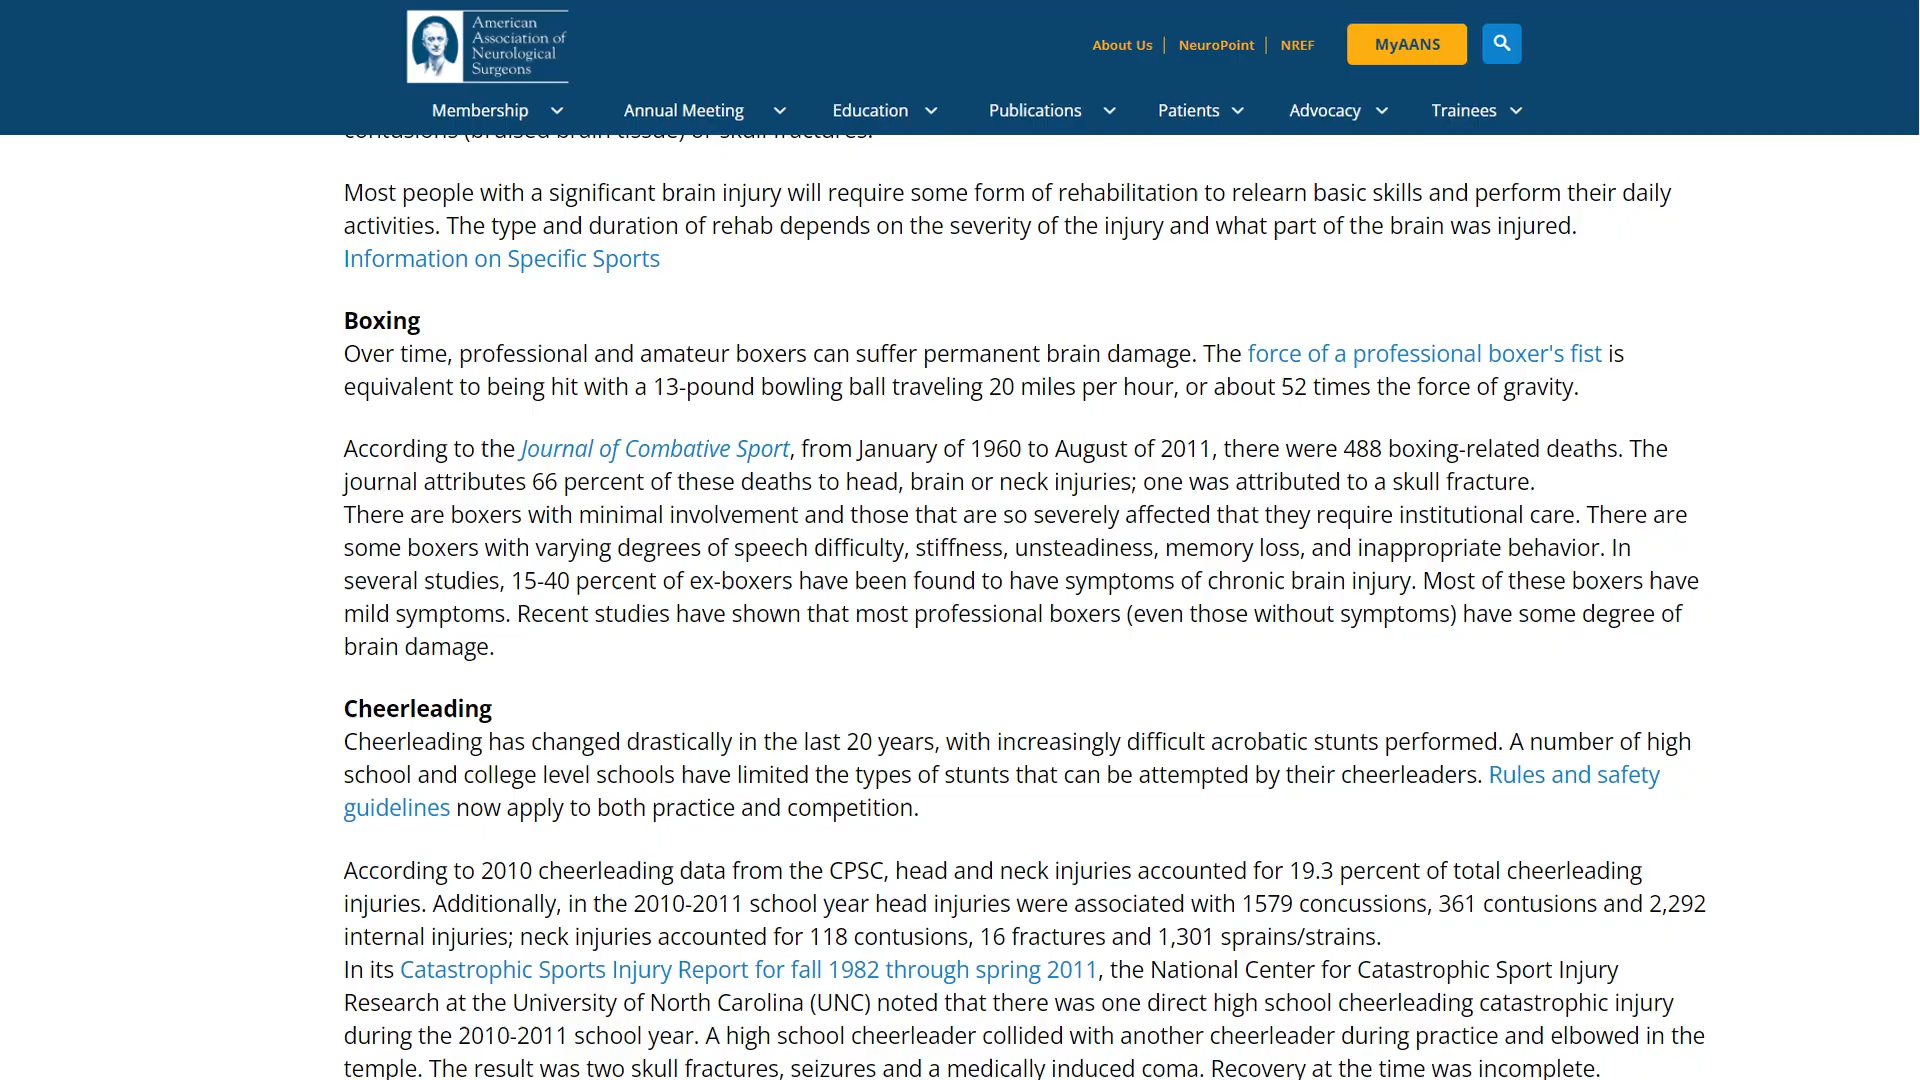 American
Association of
Neurological
Surgeons
About Us
NeuroPoint
NREF
MyAANS
Membership
Annual Meeting
Education
Publications
Patients
Advocacy
Trainees
contusions (bruised brain tissue) or skull fractures.
Most people with a significant brain injury will require some form of rehabilitation to relearn basic skills and perform their daily
activities. The type and duration of rehab depends on the severity of the injury and what part of the brain was injured.
Information on Specific Sports
Boxing
Over time, professional and amateur boxers can suffer permanent brain damage. The force of a professional boxer's fist is
equivalent to being hit with a 13-pound bowling ball traveling 20 miles per hour, or about 52 times the force of gravity.
According to the Journal of Combative Sport, from January of 1960 to August of 2011, there were 488 boxing-related deaths. The
journal attributes 66 percent of these deaths to head, brain or neck injuries; one was attributed to a skull fracture.
There are boxers with minimal involvement and those that are so severely affected that they require institutional care. There are
some boxers with varying degrees of speech difficulty, stiffness, unsteadiness, memory loss, and inappropriate behavior. In
several studies, 15-40 percent of ex-boxers have been found to have symptoms of chronic brain injury. Most of these boxers have
mild symptoms. Recent studies have shown that most professional boxers (even those without symptoms) have some degree of
brain damage.
Cheerleading
Cheerleading has changed drastically in the last 20 years, with increasingly difficult acrobatic stunts performed. A number of high
school and college level schools have limited the types of stunts that can be attempted by their cheerleaders. Rules and safety
guidelines now apply to both practice and competition.
According to 2010 cheerleading data from the CPSC, head and neck injuries accounted for 19.3 percent of total cheerleading
injuries. Additionally, in the 2010-2011 school year head injuries were associated with 1579 concussions, 361 contusions and 2,292
internal injuries; neck injuries accounted for 118 contusions, 16 fractures and 1,301 sprains/strains.
In its Catastrophic Sports Injury Report for fall 1982 through spring 2011, the National Center for Catastrophic Sport Injury
Research at the University of North Carolina (UNC) noted that there was one direct high school cheerleading catastrophic injury
during the 2010-2011 school year. A high school cheerleader collided with another cheerleader during practice and elbowed in the
temple. The result was two skull fractures, seizures and a medically induced coma. Recovery at the time was incomplete.